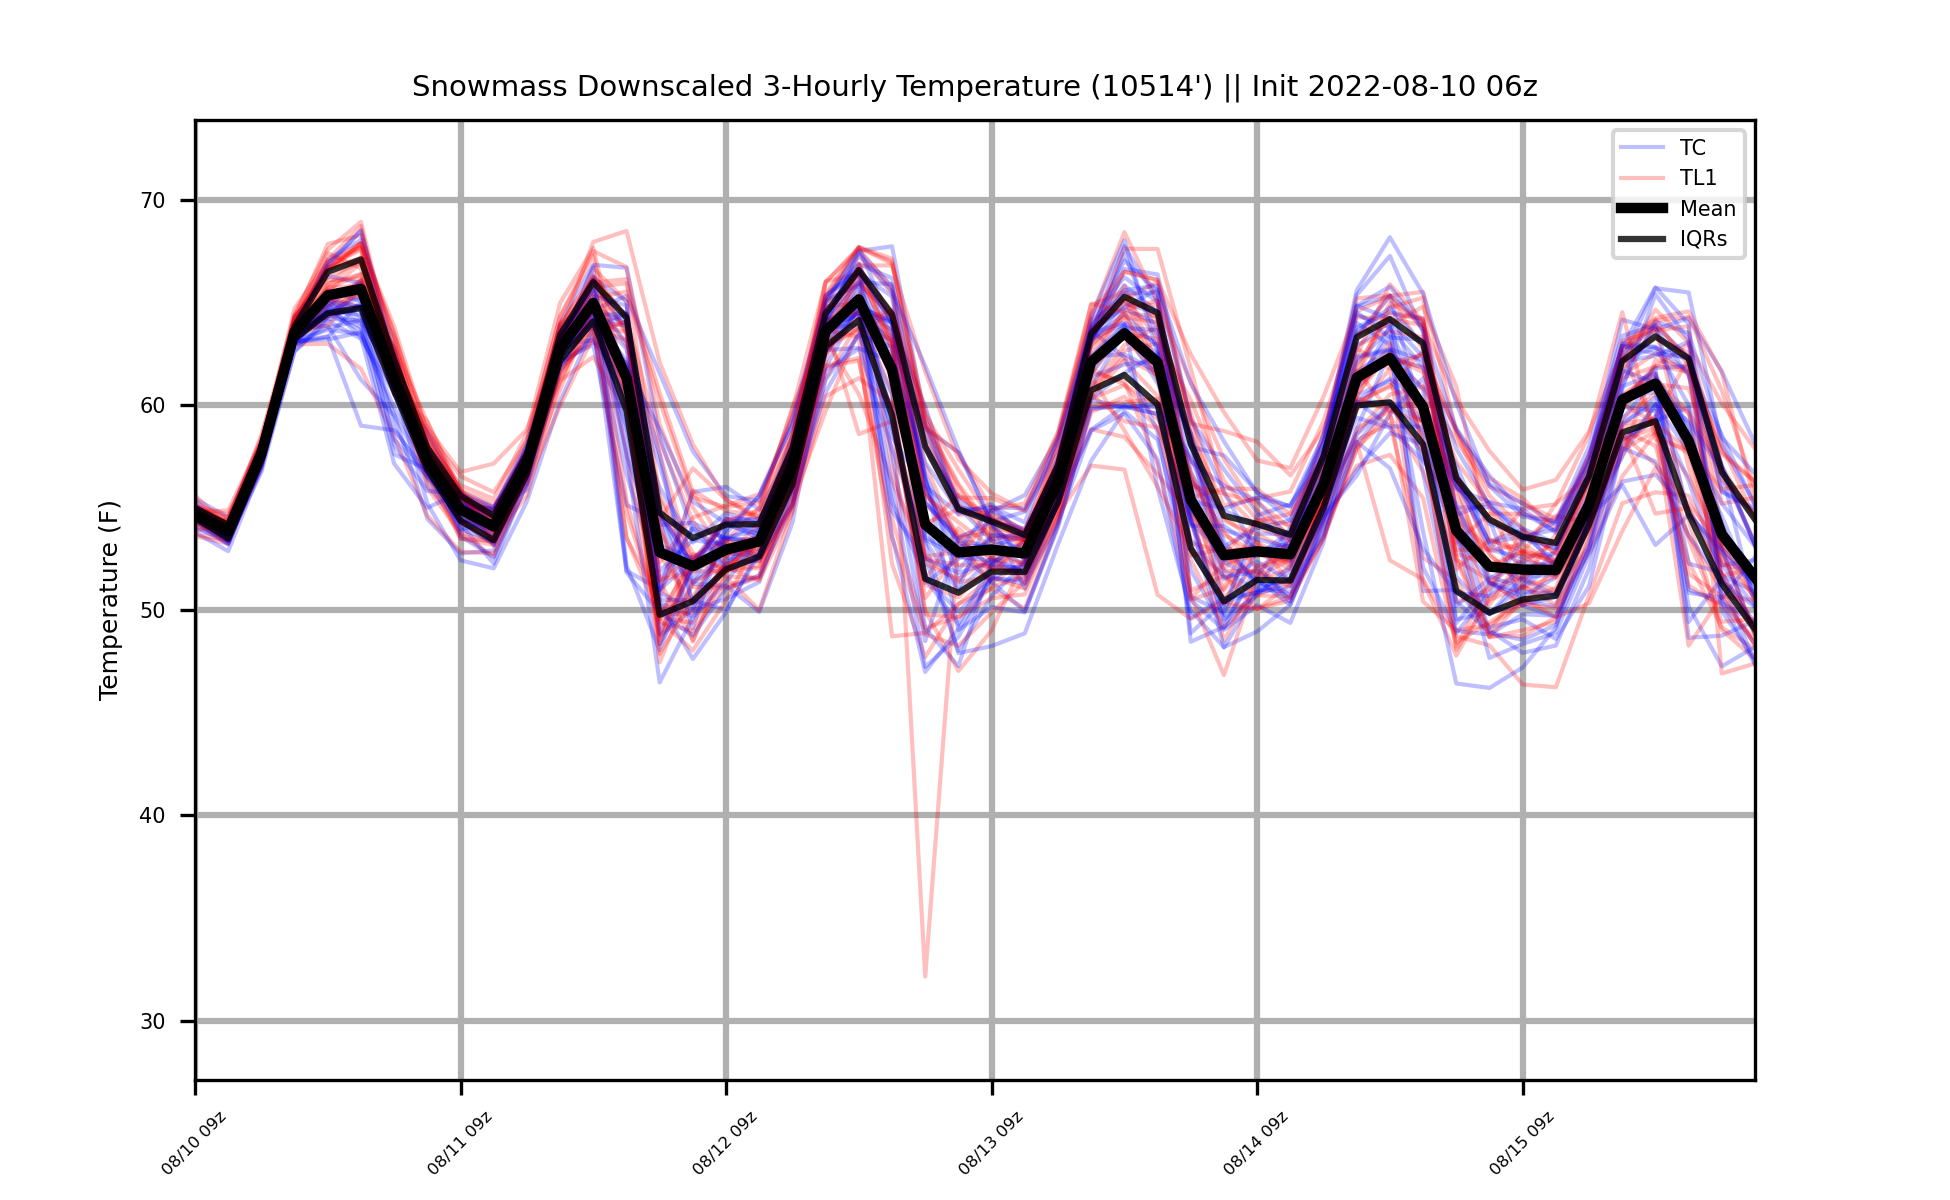 Snowmass Downscaled 3-Hourly Temperature (10514') || Init 2022-08-10 06z
TC
TL1
Mean
IQRs
Temperature (F)
70
60
50
40
30
08/10 09z
08/11 09z
08/12 09z
08/13 09z
08/14 09z
08/15 09z